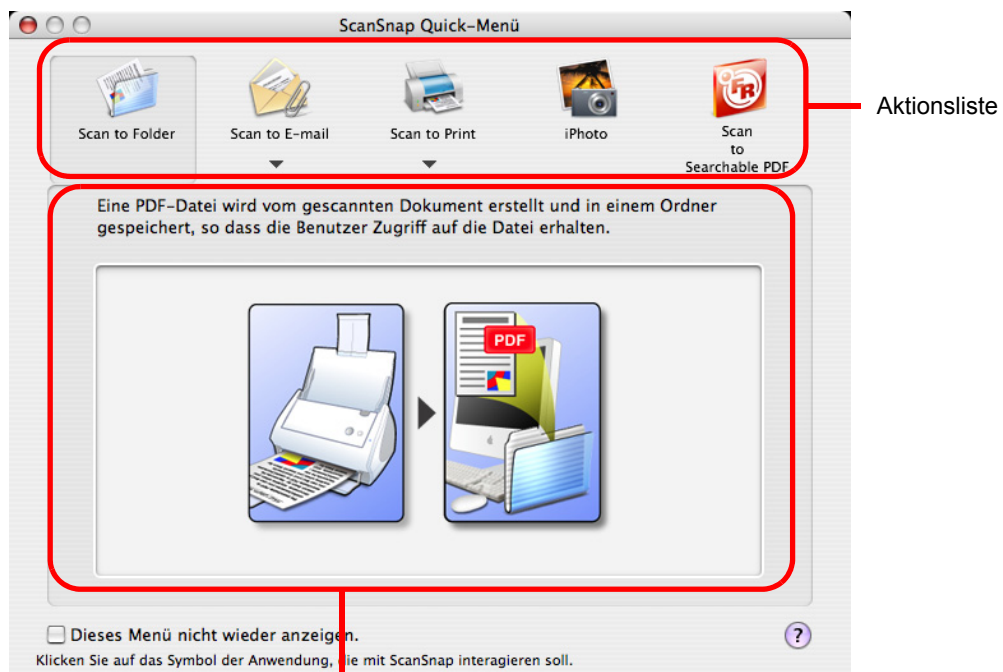 ScanSnap Quick-Menü
Scan to Folder
Scan to E-mail
Scan to Print
iPhoto
Scan
to
Searchable PDF
Aktionsliste
Eine PDF-Datei wird vom gescannten Dokument erstellt und in einem Ordner
gespeichert, so dass die Benutzer Zugriff auf die Datei erhalten.
PDF
Dieses Menü nicht wieder anzeigen.
?
Klicken Sie auf das Symbol der Anwendung, die mit ScanSnap interagieren soll.